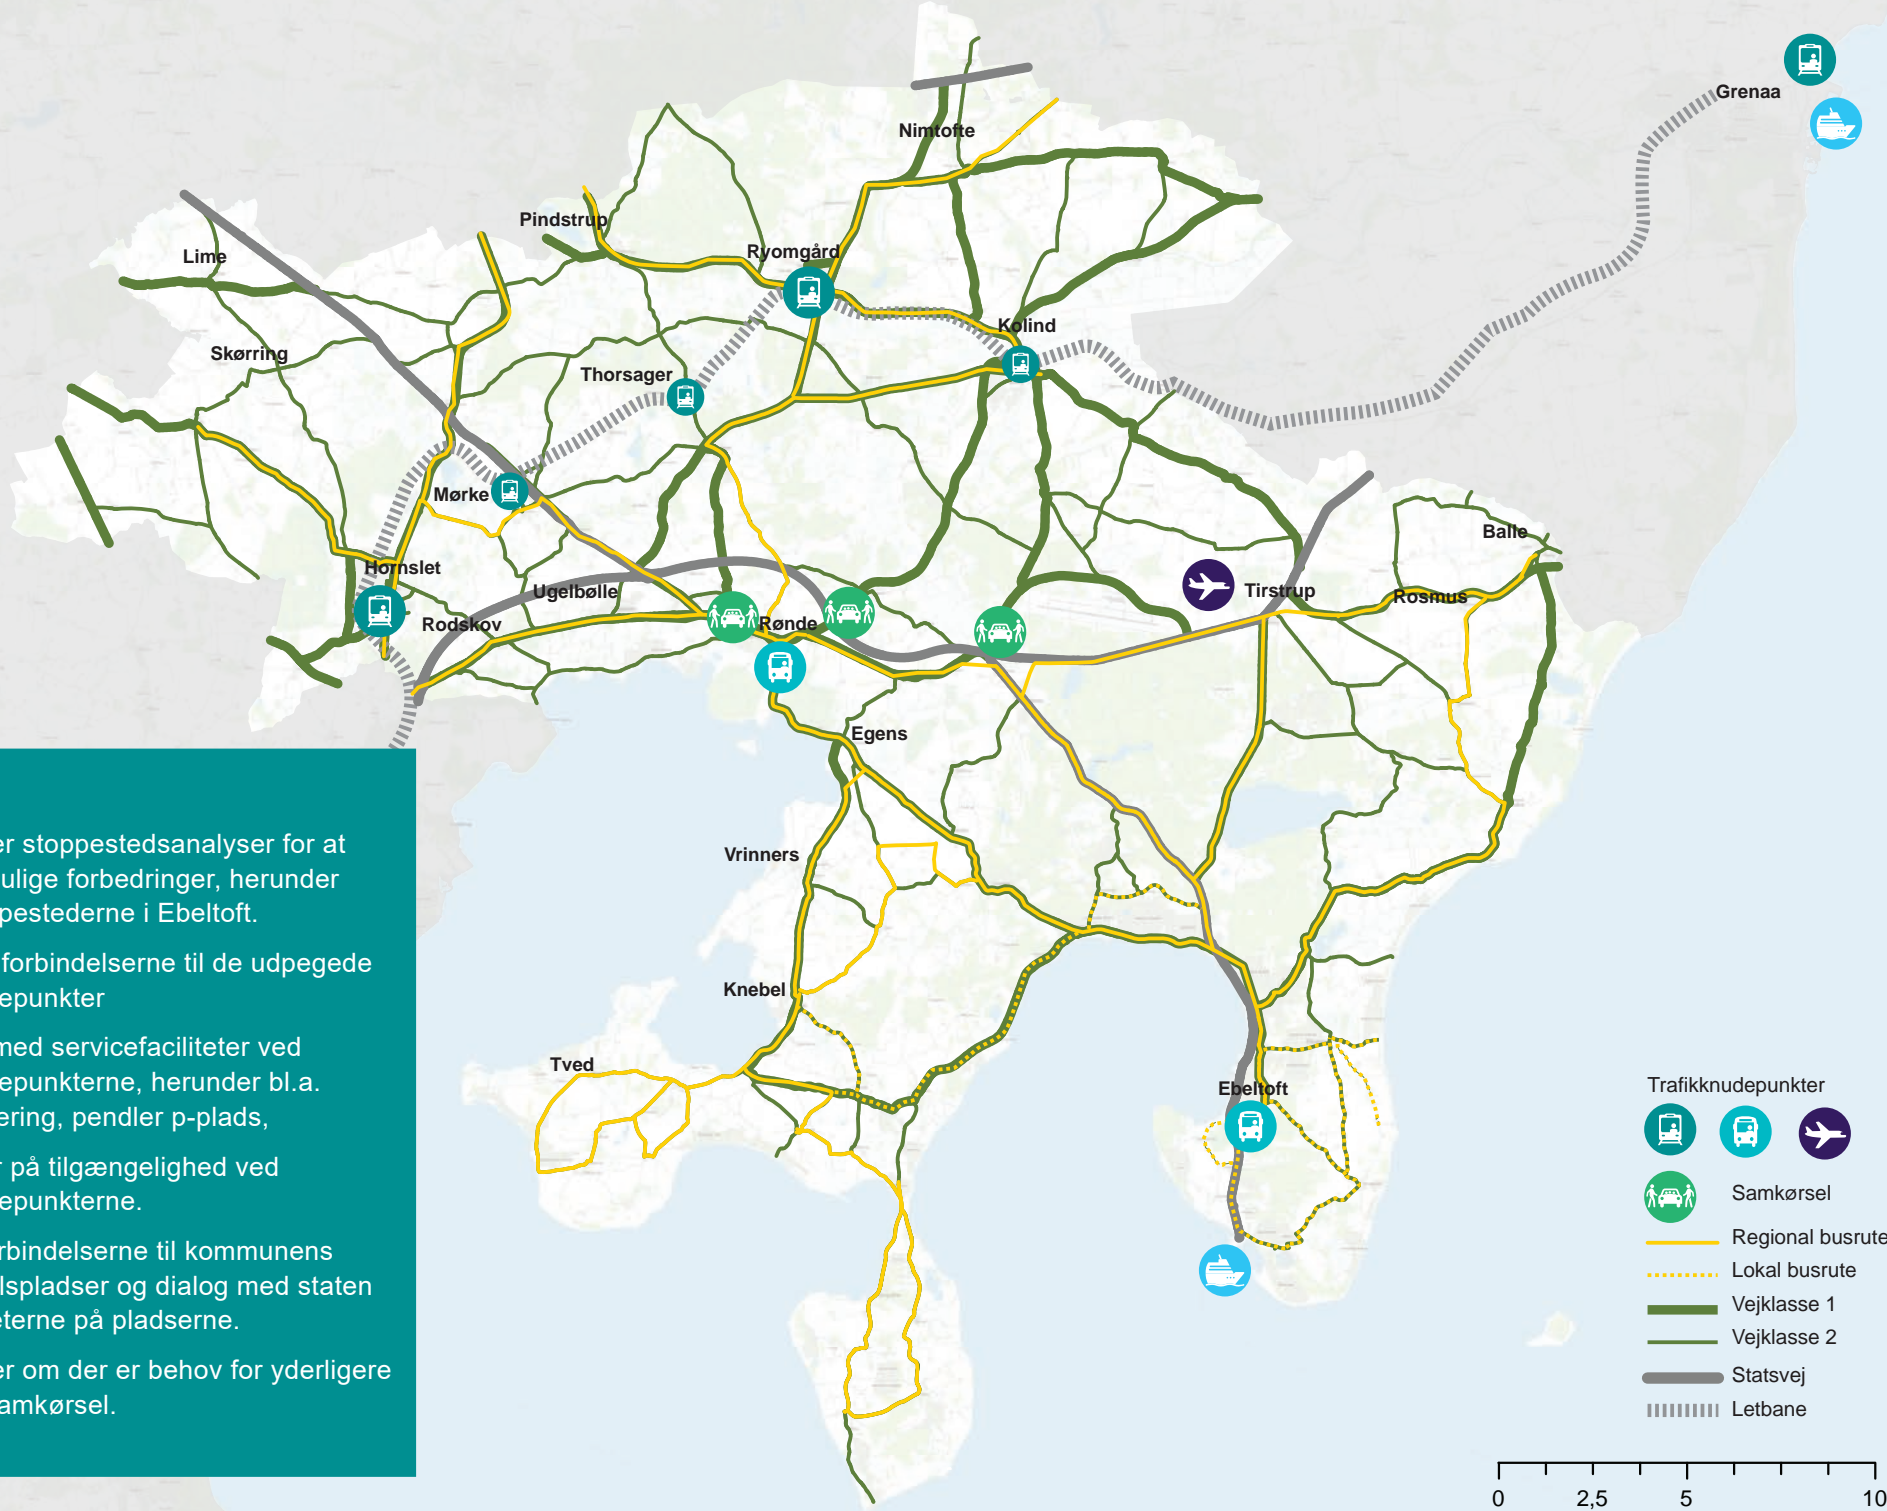 Grenaa
Nimtofte
Pindstrup
Ryomgård
Lime
Kolind
Skørring
Thorsager
Mørke
Balle
Hornslet
Ugelbølle
Tirstrup
Rosmus
Rodskov
Rønde
Egens
Vrinners
Knebel
Tved
Ebeltoft
er stoppestedsanalyser for at
ulige forbedringer, herunder
pestederne i Ebeltoft.
forbindelserne til de udpegede
epunkter
med servicefaciliteter ved
epunkterne, herunder bl.a.
ering, pendler p-plads,
r på tilgængelighed ved
epunkterne.
rbindelserne til kommunens
lspladser og dialog med staten
eterne på pladserne.
er om der er behov for yderligere
amkørsel.
Trafikknudepunkter
Samkørsel
Regional busrute
Lokal busrute
Vejklasse 1
Vejklasse 2
Statsvej
Letbane
0 2,5 5 10